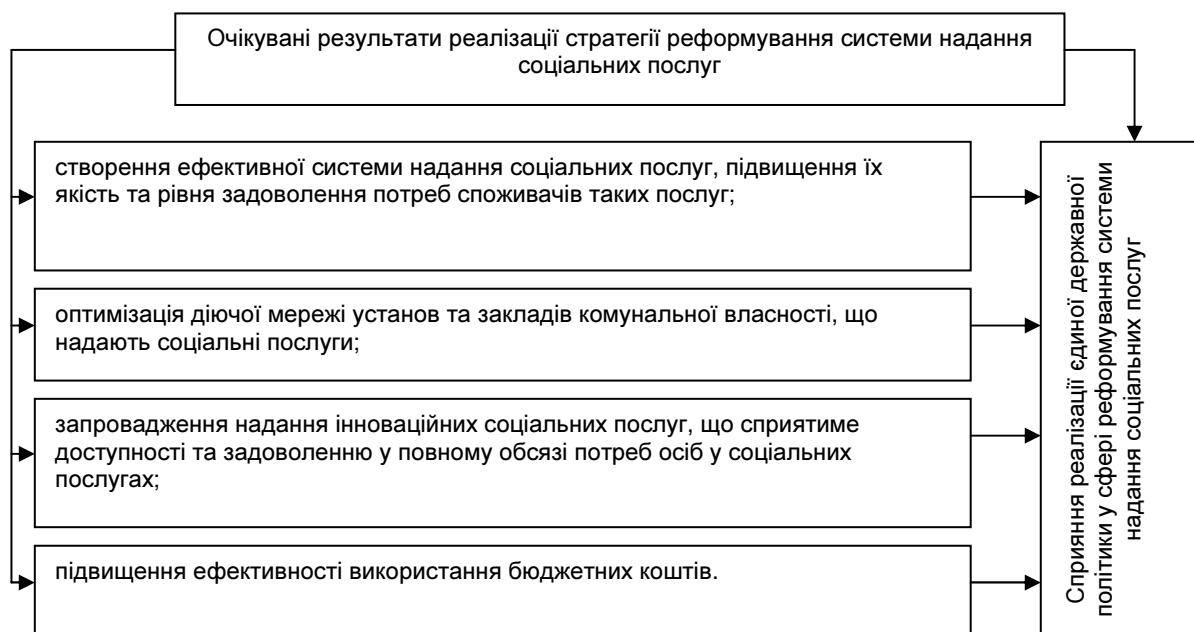 Очікувані результати реалізації стратегії реформування системи надання
соціальних послуг
створення ефективної системи надання соціальних послуг, підвищення їх
якість та рівня задоволення потреб споживачів таких послуг;
оптимізація діючої мережі установ та закладів комунальної власності, що
надають соціальні послуги;
запровадження надання інноваційних соціальних послуг, що сприятиме
доступності та задоволенню у повному обсязі потреб осіб у соціальних
послугах;
підвищення ефективності використання бюджетних коштів.
Сприяння реалізації єдиної державної
політики у сфері реформування системи
надання соціальних послуг